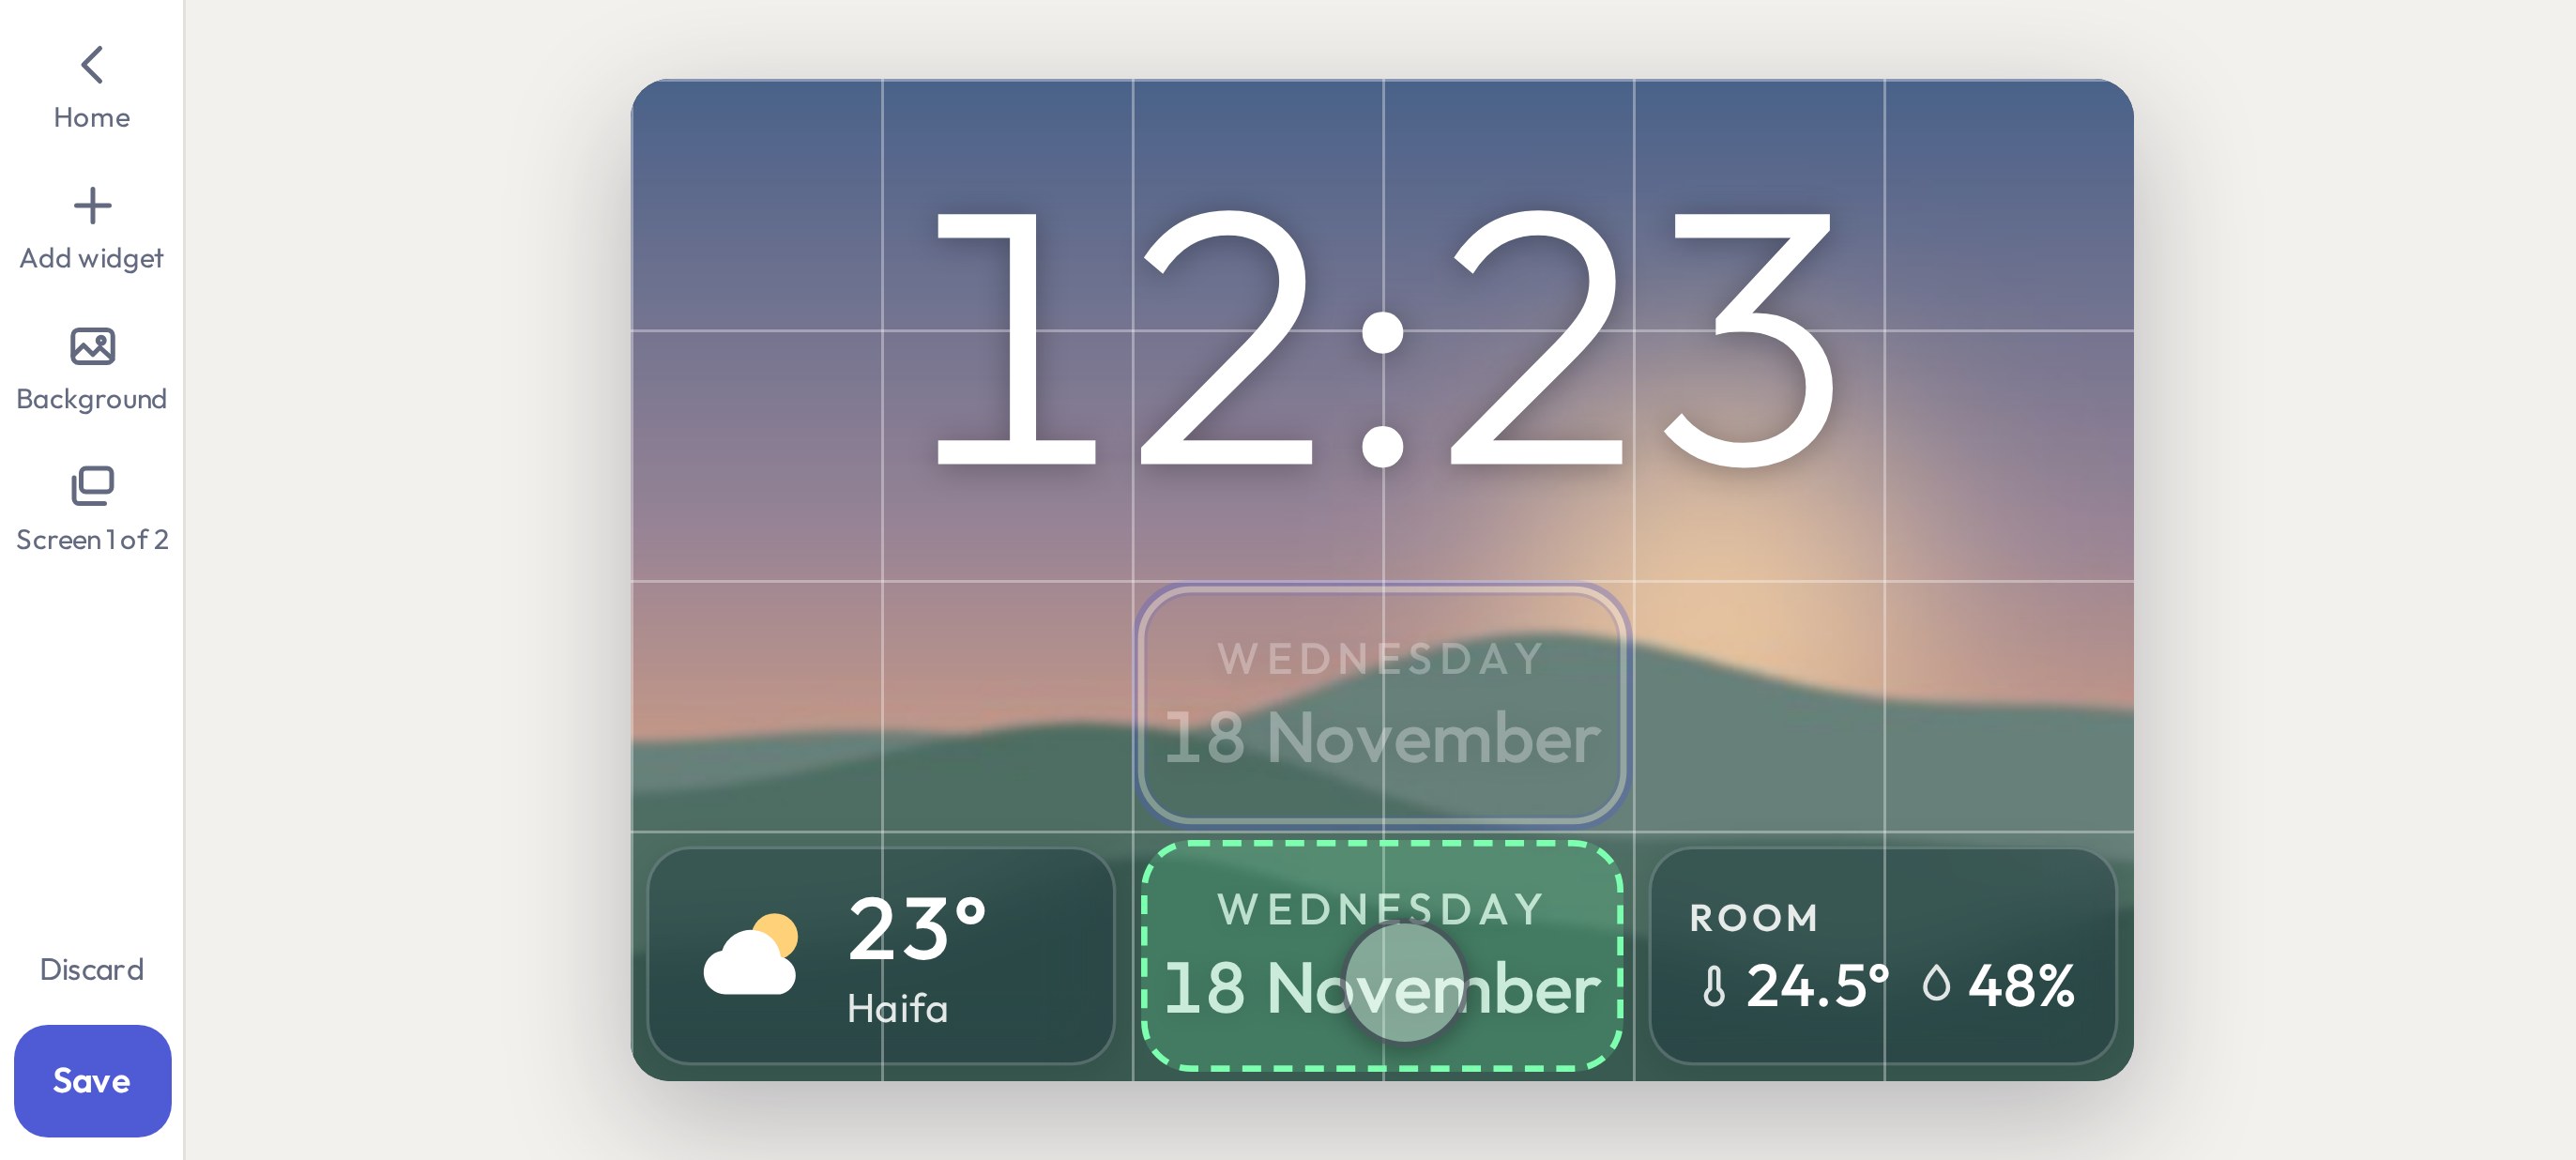 Home
Add widget
Background
Screen 1 of 2
Discard
Save
12:23
WEDNESDAY
18 November
23°
Haifa
WEDNESDAY
18 November
ROOM
24.5° 48%